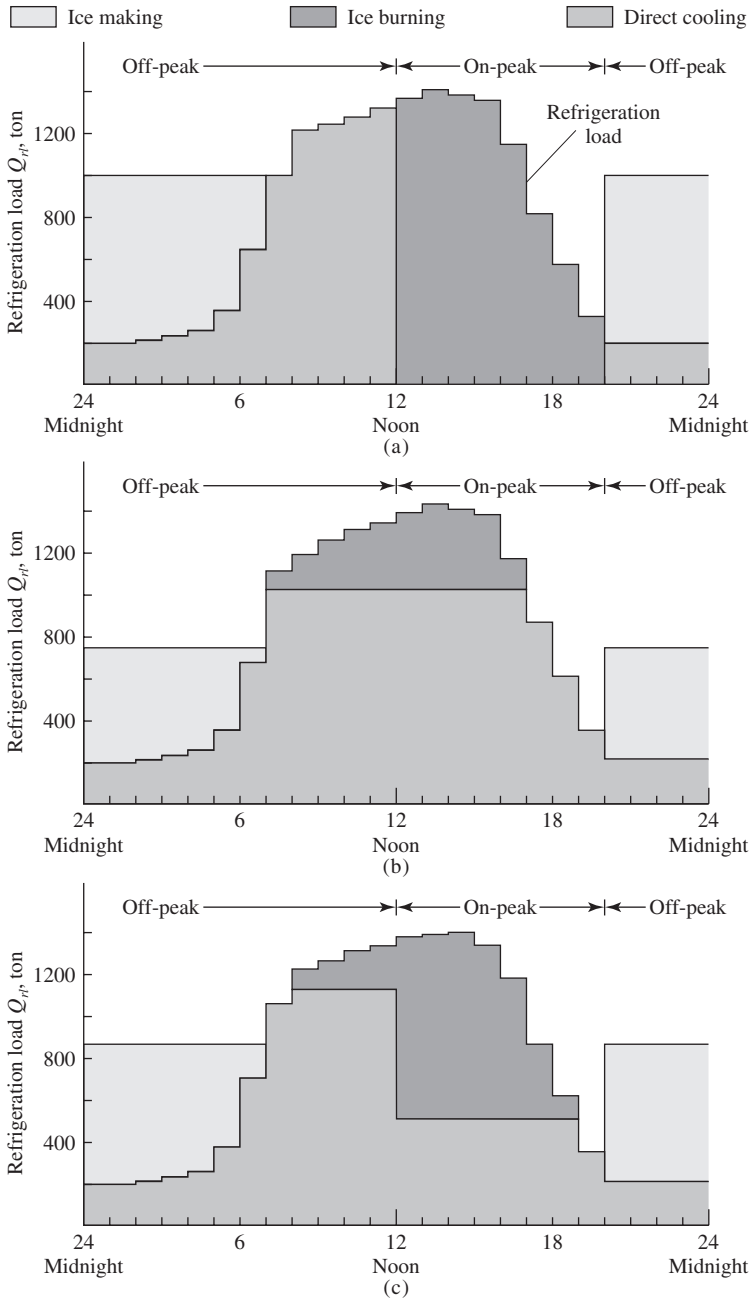 Ice making Ice burning Direct cooling
Off-peak On-peak Off-peak
Refrigeration load Q_rl, ton
1200
800
400
Refrigeration
load
24 6 12 18 24
Midnight Noon Midnight
(a)
Off-peak On-peak Off-peak
Refrigeration load Q_rl, ton
1200
800
400
24 6 12 18 24
Midnight Noon Midnight
(b)
Off-peak On-peak Off-peak
Refrigeration load Q_rl, ton
1200
800
400
24 6 12 18 24
Midnight Noon Midnight
(c)